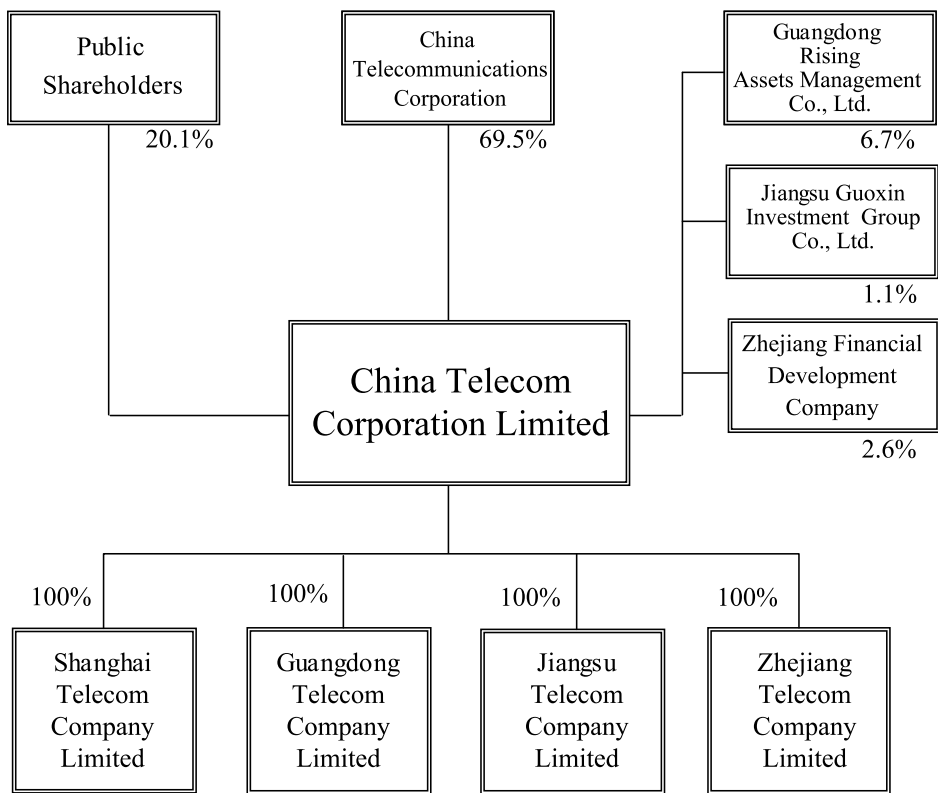 Public
Shareholders
20.1%
China
Telecommunications
Corporation
69.5%
Guangdong
Rising
Assets Management
Co., Ltd.
6.7%
Jiangsu Guoxin
Investment Group
Co., Ltd.
1.1%
Zhejiang Financial
Development
Company
2.6%
China Telecom
Corporation Limited
100%
Shanghai
Telecom
Company
Limited
100%
Guangdong
Telecom
Company
Limited
100%
Jiangsu
Telecom
Company
Limited
100%
Zhejiang
Telecom
Company
Limited